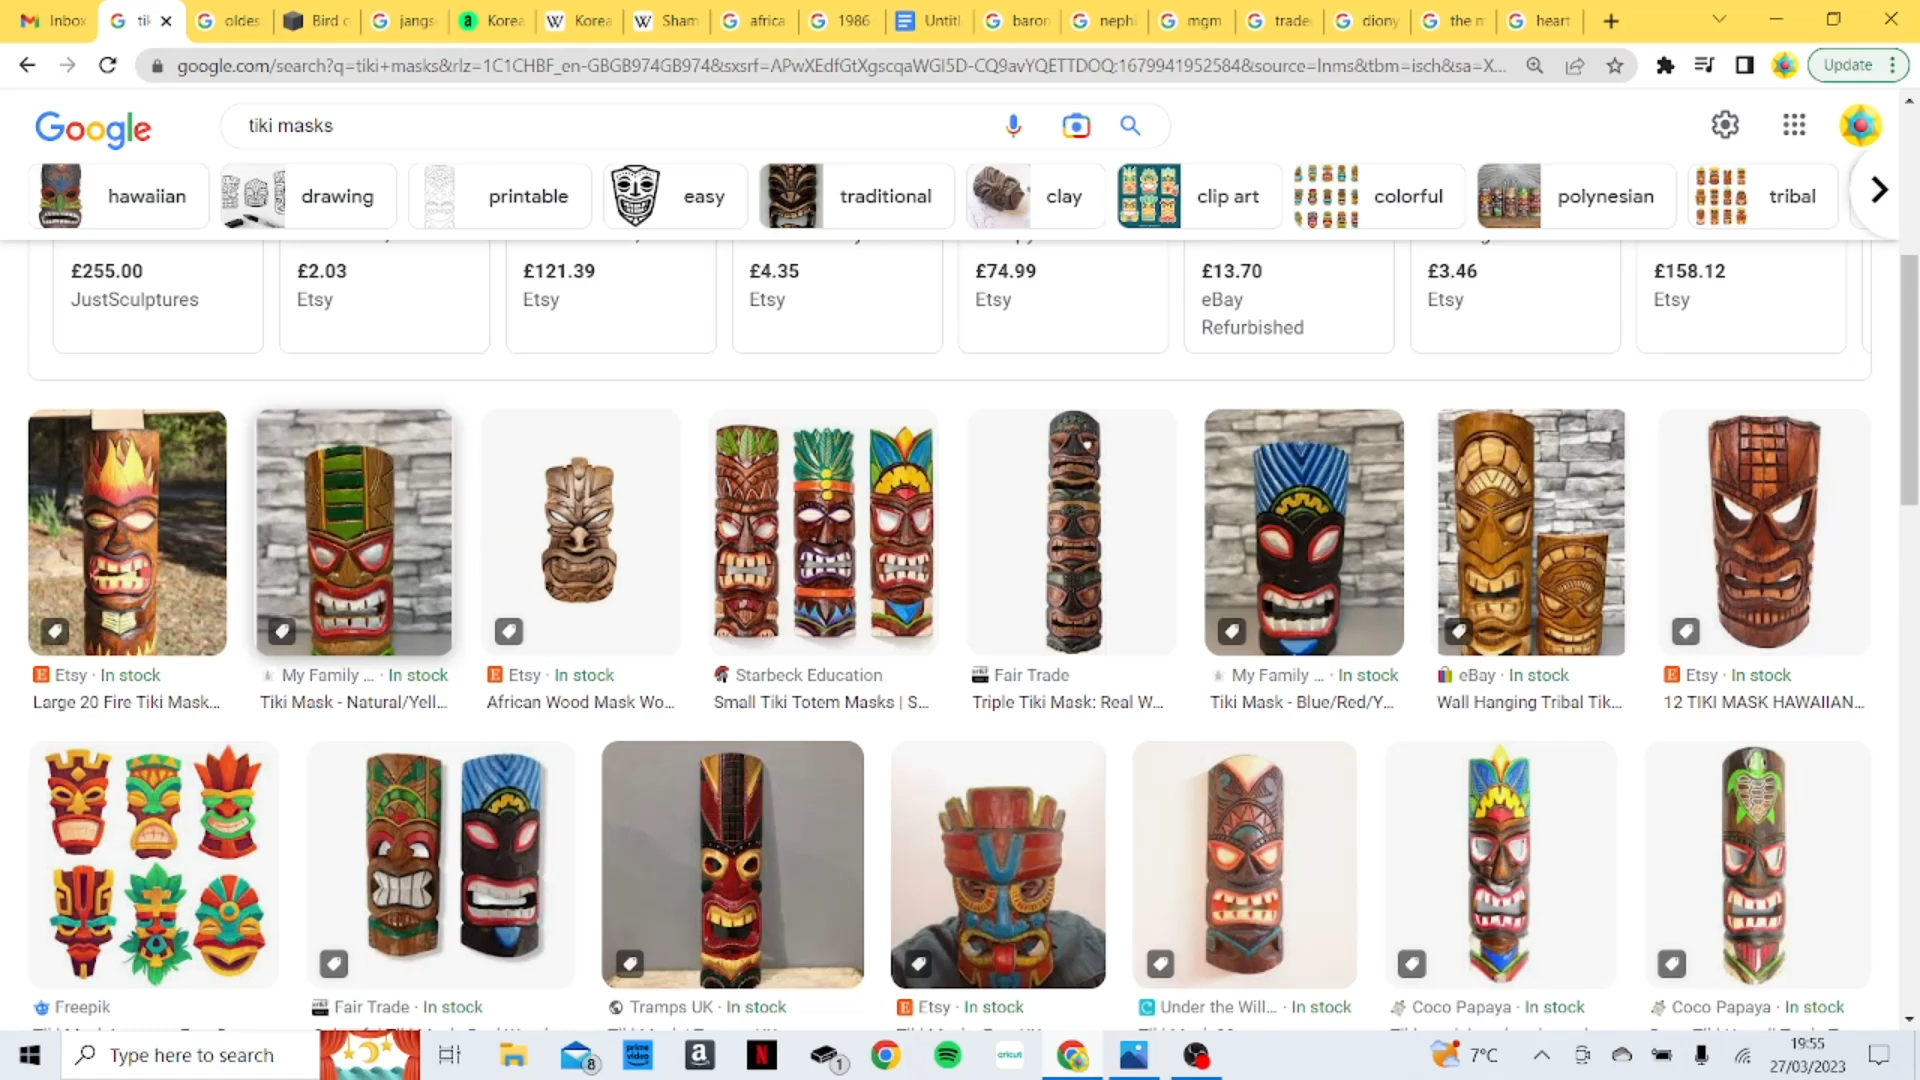 Inbox
tik
oldes
Bird c
jangs
Korea
Korea
Sham
africa
1986
Untitl
baron
nephi
mgm
trade
diony
the m
heart
google.com/search?q=tiki+masks&rlz=1C1CHBF_en-GBGB974GB974&sxsrf=APwXEdfGtXgscqaWGI5D-CQ9avYQETTDOQ:1679941952584&source=lnms&tbm=isch&sa=X...
Update
Google
tiki masks
hawaiian
drawing
printable
easy
traditional
clay
clip art
colorful
polynesian
tribal
£255.00
JustSculptures
£2.03
Etsy
£121.39
Etsy
£4.35
Etsy
£74.99
Etsy
£13.70
eBay
Refurbished
£3.46
Etsy
£158.12
Etsy
Etsy · In stock
Large 20 Fire Tiki Mask...
My Family ... · In stock
Tiki Mask - Natural/Yell...
Etsy · In stock
African Wood Mask Wo...
Starbeck Education
Small Tiki Totem Masks | S...
Fair Trade
Triple Tiki Mask: Real W...
My Family ... · In stock
Tiki Mask - Blue/Red/Y...
eBay · In stock
Wall Hanging Tribal Tik...
Etsy · In stock
12 TIKI MASK HAWAIIAN...
Freepik
Fair Trade · In stock
Tramps UK · In stock
Etsy · In stock
Under the Will... · In stock
Coco Papaya · In stock
Coco Papaya · In stock
Type here to search
8
prime video
a
N
1
cricut
7°C
19:55
27/03/2023